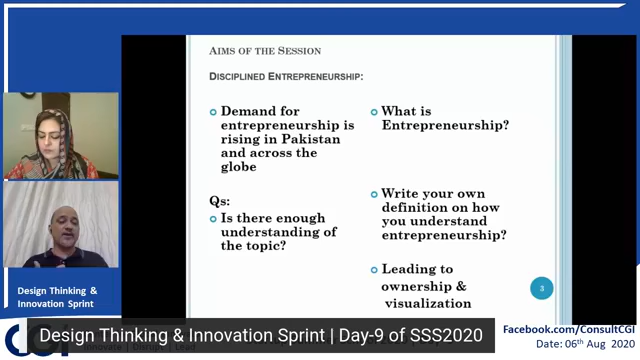 AIMS OF THE SESSION
DISCIPLINED ENTREPRENEURSHIP:
Demand for
entrepreneurship is
rising in Pakistan
and across the
globe
Qs:
Is there enough
understanding of
the topic?
What is
Entrepreneurship?
Write your own
definition on how
you understand
entrepreneurship?
Leading to
ownership &
visualization
3
Design Thinking &
Innovation Sprint
Design Thinking & Innovation Sprint | Day-9 of SSS2020
Facebook.com/ConsultCGI
Date: 06th Aug 2020